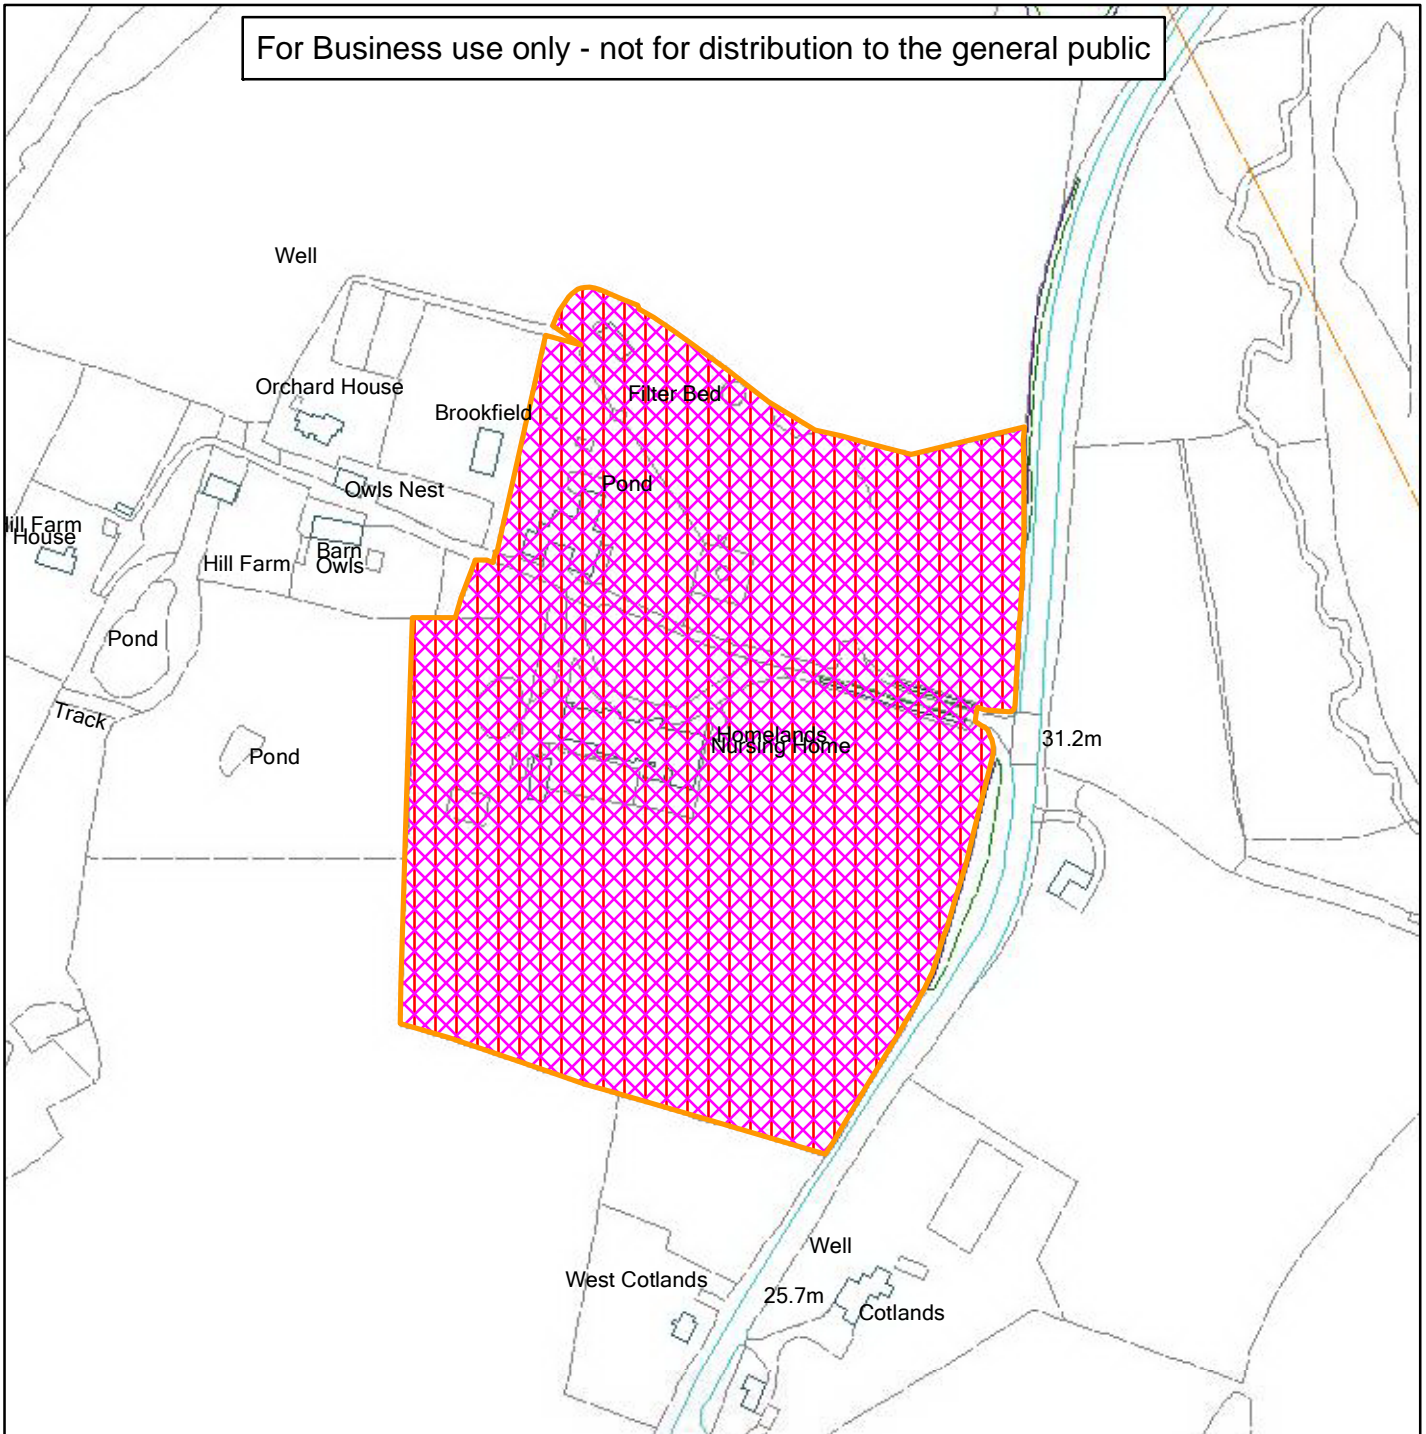 For Business use only - not for distribution to the general public
Well
Orchard House
Filter Bed
Brookfield
Pond
Owls Nest
ill Farm
House
Barn
Owls
Hill Farm
Pond
Track
Homelands
Nursing Home
31.2m
Pond
Well
West Cotlands
25.7m
Cotlands